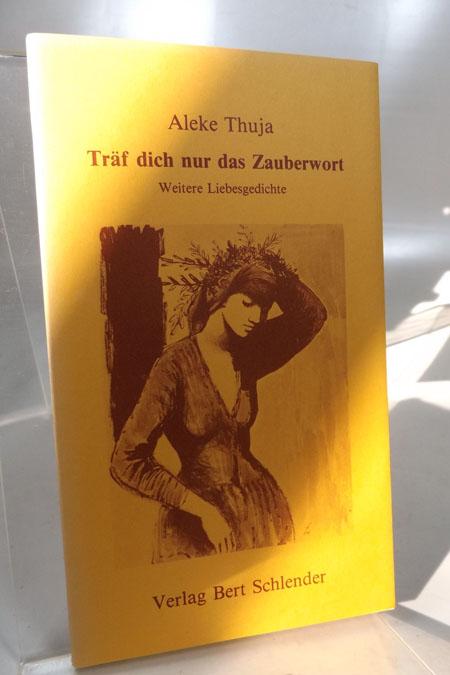 Aleke Thuja
Träf dich nur das Zauberwort
Weitere Liebesgedichte
Verlag Bert Schlender